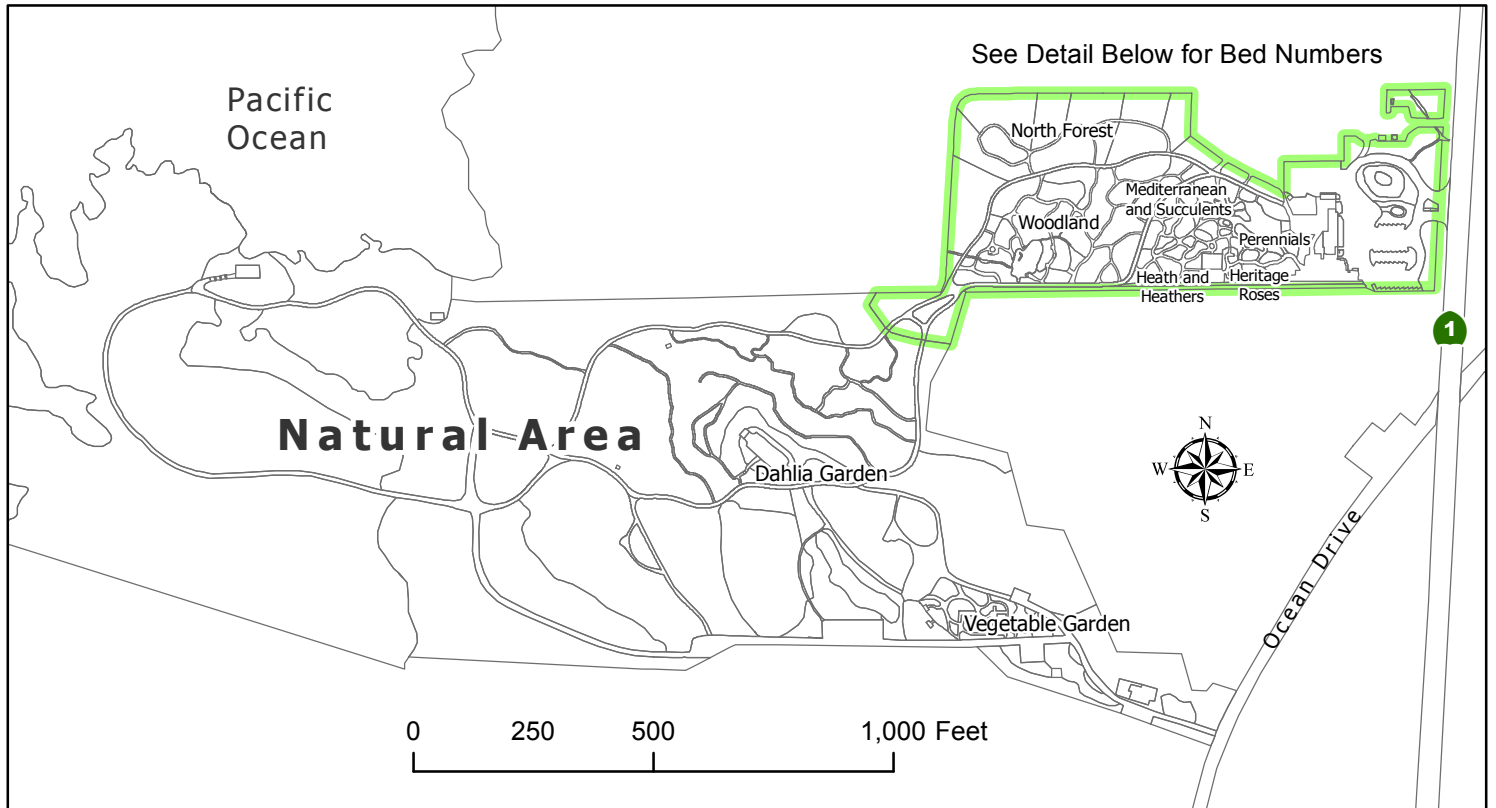 See Detail Below for Bed Numbers
Pacific
Ocean
North Forest
Mediterranean
and Succulents
Woodland
Perennials
Heath and
Heathers
Heritage
Roses
1
Natural Area
N
W
E
S
Dahlia Garden
Ocean Drive
Vegetable Garden
0 250 500 1,000 Feet